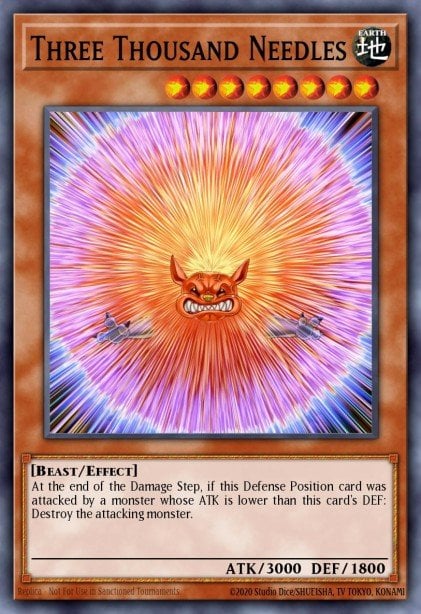 THREE THOUSAND NEEDLES
EARTH
地
[BEAST/EFFECT]
At the end of the Damage Step, if this Defense Position card was
attacked by a monster whose ATK is lower than this card's DEF:
Destroy the attacking monster.
ATK/3000 DEF/1800
Replica - Not For Use in Sanctioned Tournaments
©2020 Studio Dice/SHUEISHA, TV TOKYO, KONAMI